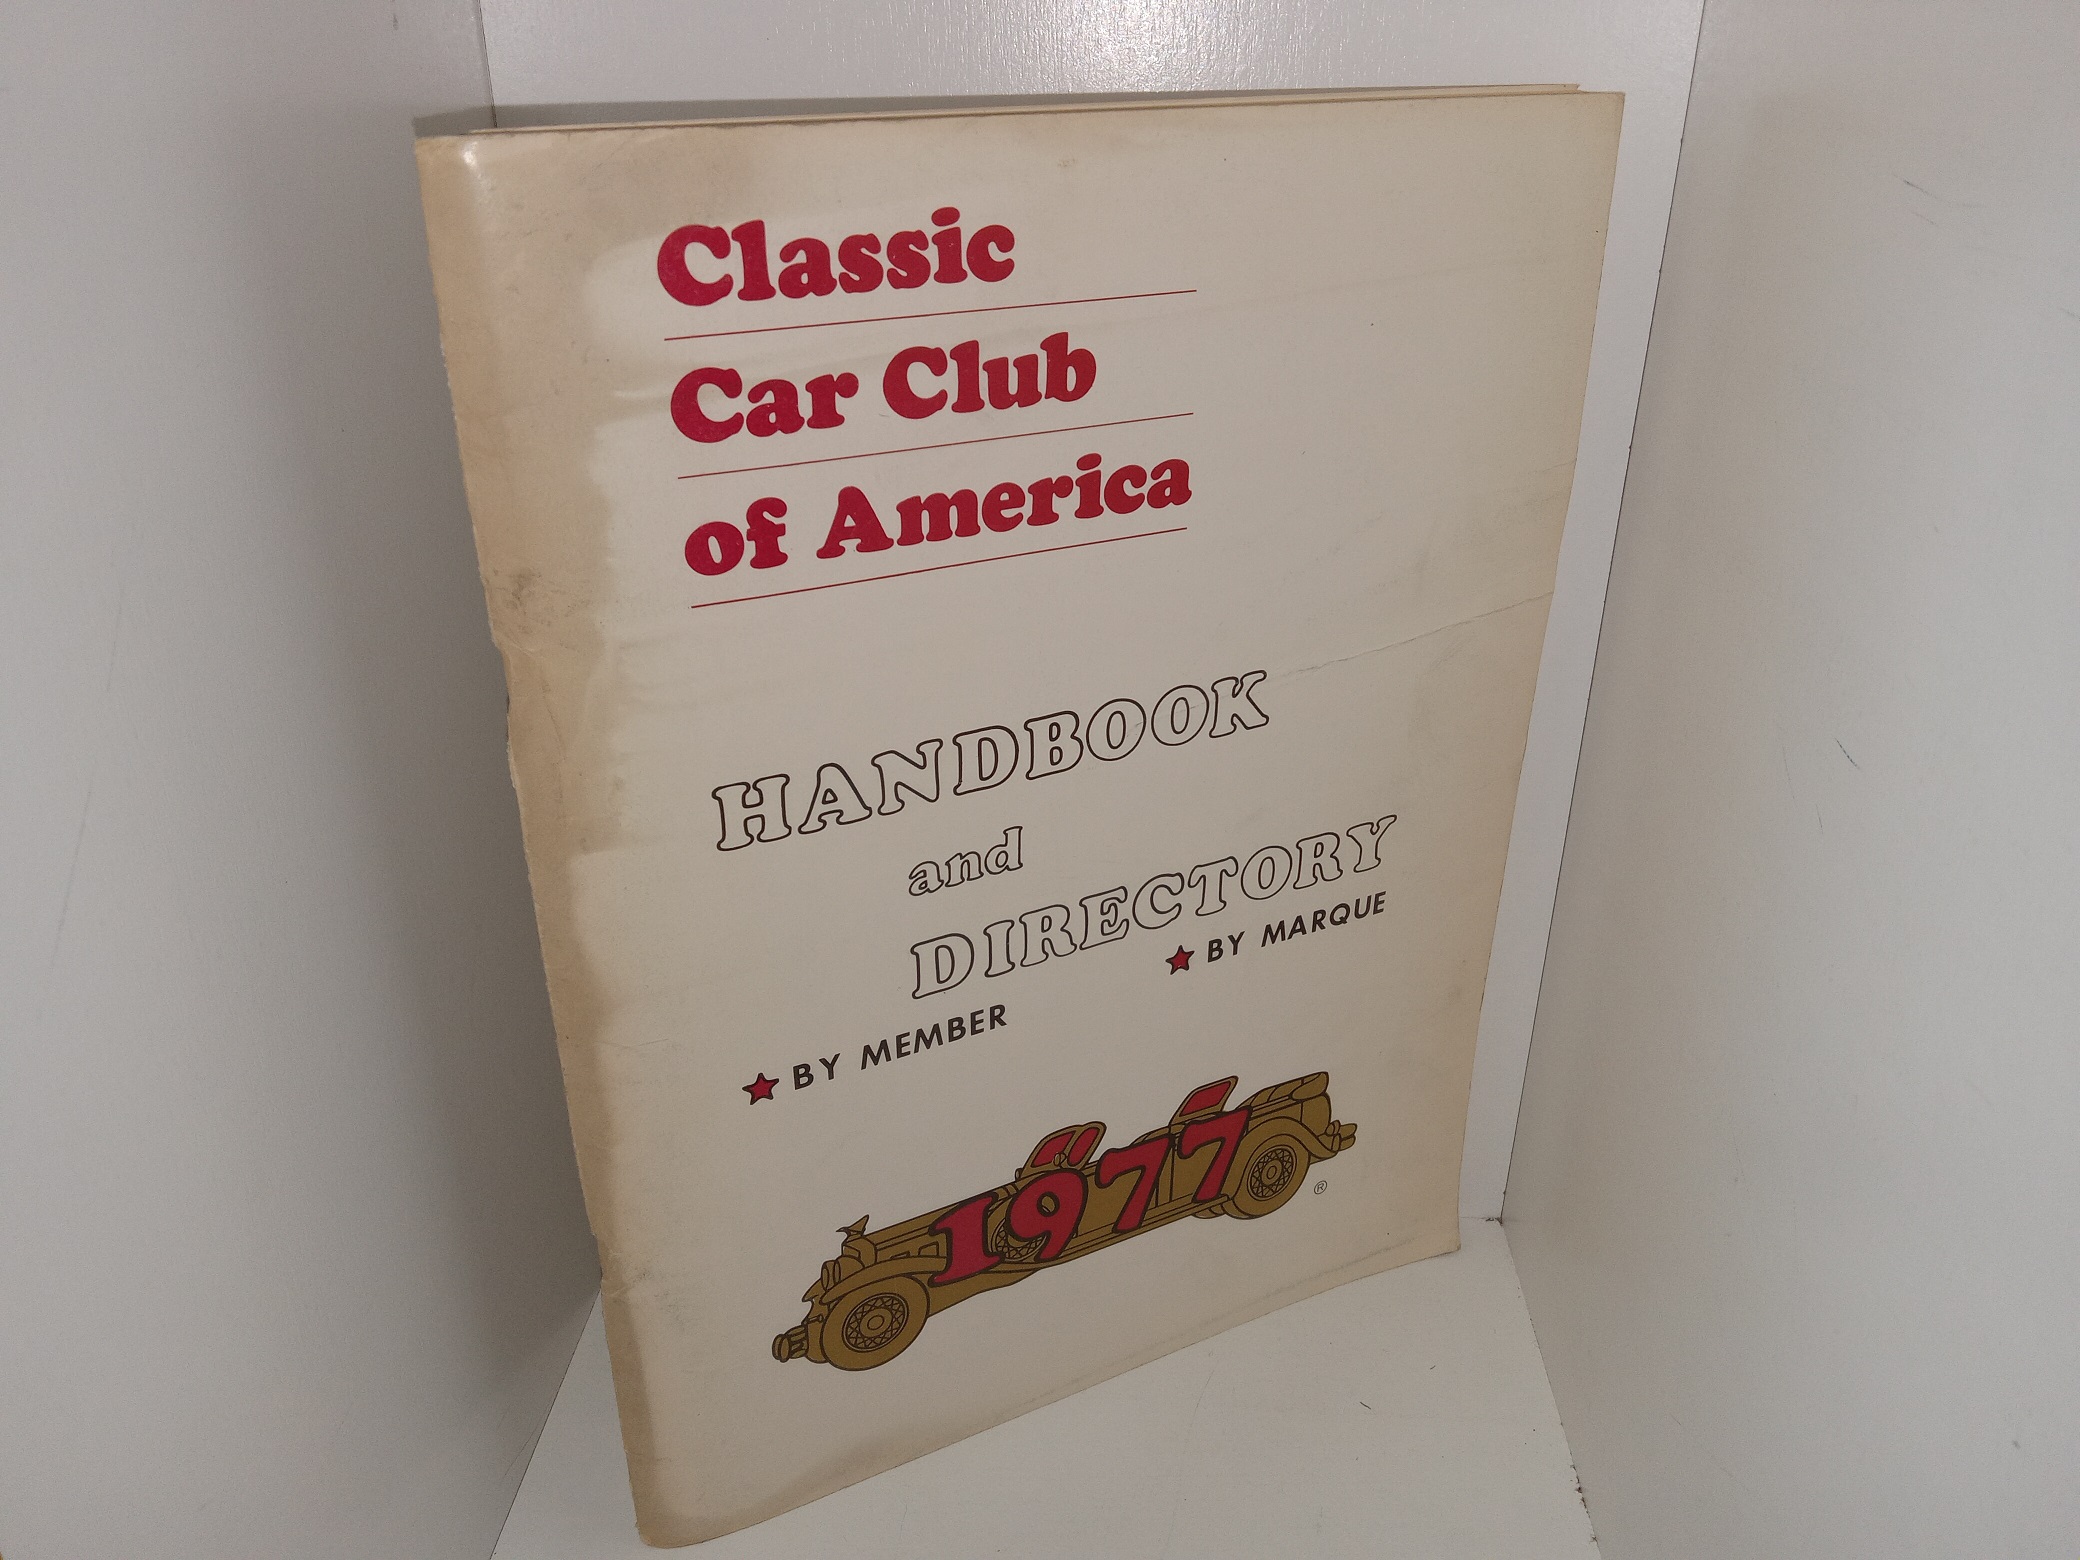 Classic
Car Club
of America
HANDBOOK
and
DIRECTORY
★ BY MARQUE
★ BY MEMBER
1977
®